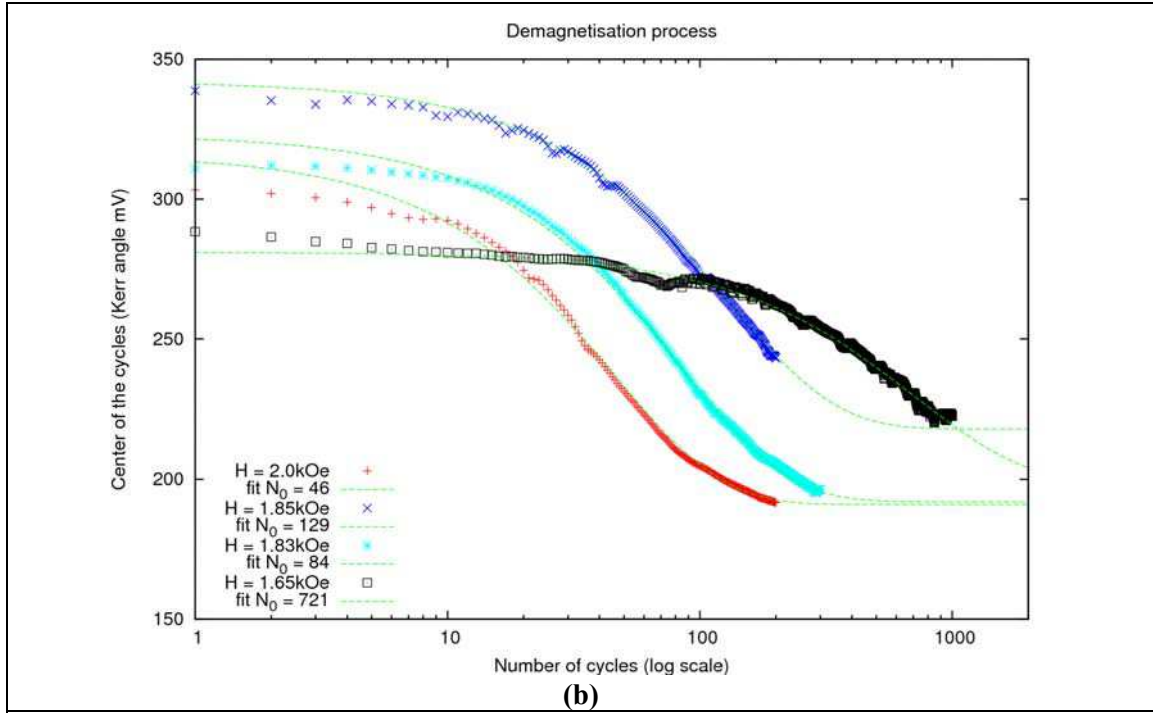 Demagnetisation process
350
300
250
200
150
Center of the cycles (Kerr angle mV)
H = 2.0kOe
fit N0 = 46
H = 1.85kOe
fit N0 = 129
H = 1.83kOe
fit N0 = 84
H = 1.65kOe
fit N0 = 721
1 10 100 1000
Number of cycles (log scale)
(b)